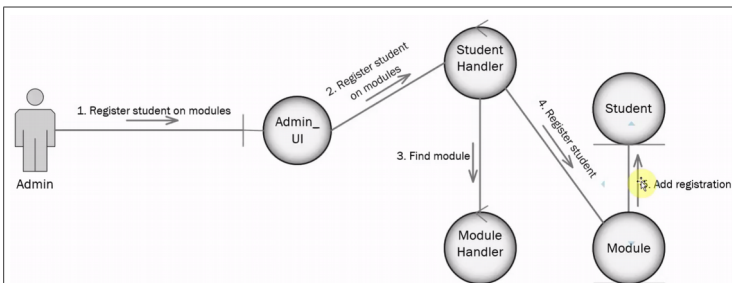 1. Register student on modules
Admin
Admin_
UI
2. Register student
on modules
Student
Handler
3. Find module
Module
Handler
4. Register student
Student
5. Add registration
Module